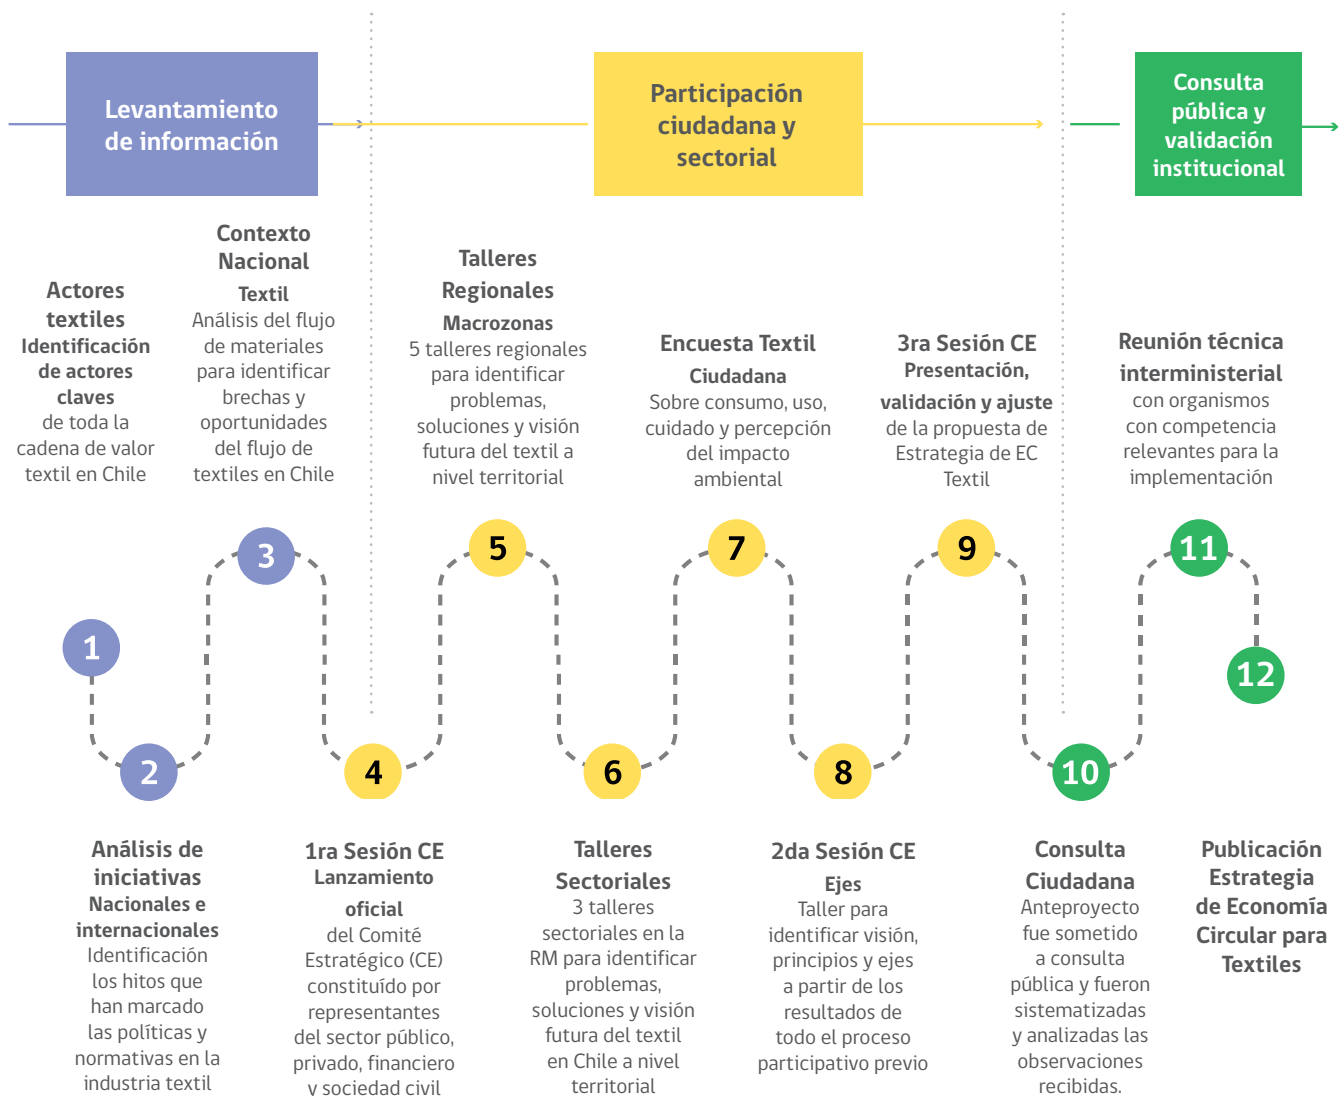 Levantamiento
de información
Participación
ciudadana y
sectorial
Consulta
pública y
validación
institucional
Actores
textiles
Identificación
de actores
claves
de toda la
cadena de valor
textil en Chile
Contexto
Nacional
Textil
Análisis del flujo
de materiales
para identificar
brechas y
oportunidades
del flujo de
textiles en Chile
Talleres
Regionales
Macrozonas
5 talleres regionales
para identificar
problemas,
soluciones y visión
futura del textil a
nivel territorial
Encuesta Textil
Ciudadana
Sobre consumo, uso,
cuidado y percepción
del impacto
ambiental
3ra Sesión CE
Presentación,
validación y ajuste
de la propuesta de
Estrategia de EC
Textil
Reunión técnica
interministerial
con organismos
con competencia
relevantes para la
implementación
1
2
3
4
5
6
7
8
9
10
11
12
Análisis de
iniciativas
Nacionales e
internacionales
Identificación
los hitos que
han marcado
las políticas y
normativas en la
industria textil
1ra Sesión CE
Lanzamiento
oficial
del Comité
Estratégico (CE)
constituído por
representantes
del sector público,
privado, financiero
y sociedad civil
Talleres
Sectoriales
3 talleres
sectoriales en la
RM para identificar
problemas,
soluciones y visión
futura del textil
en Chile a nivel
territorial
2da Sesión CE
Ejes
Taller para
identificar visión,
principios y ejes
a partir de los
resultados de
todo el proceso
participativo previo
Consulta
Ciudadana
Anteproyecto
fue sometido
a consulta
pública y fueron
sistematizadas
y analizadas las
observaciones
recibidas.
Publicación
Estrategia
de Economía
Circular para
Textiles